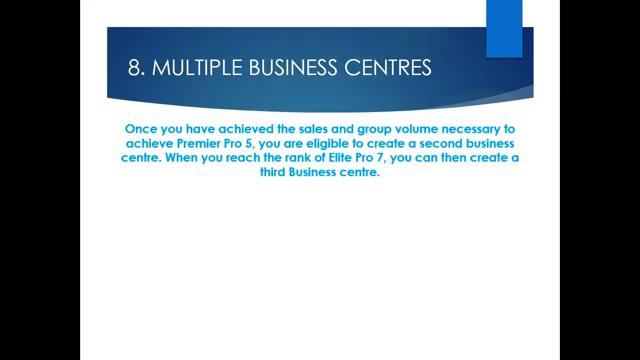 8. MULTIPLE BUSINESS CENTRES
Once you have achieved the sales and group volume necessary to
achieve Premier Pro 5, you are eligible to create a second business
centre. When you reach the rank of Elite Pro 7, you can then create a
third Business centre.